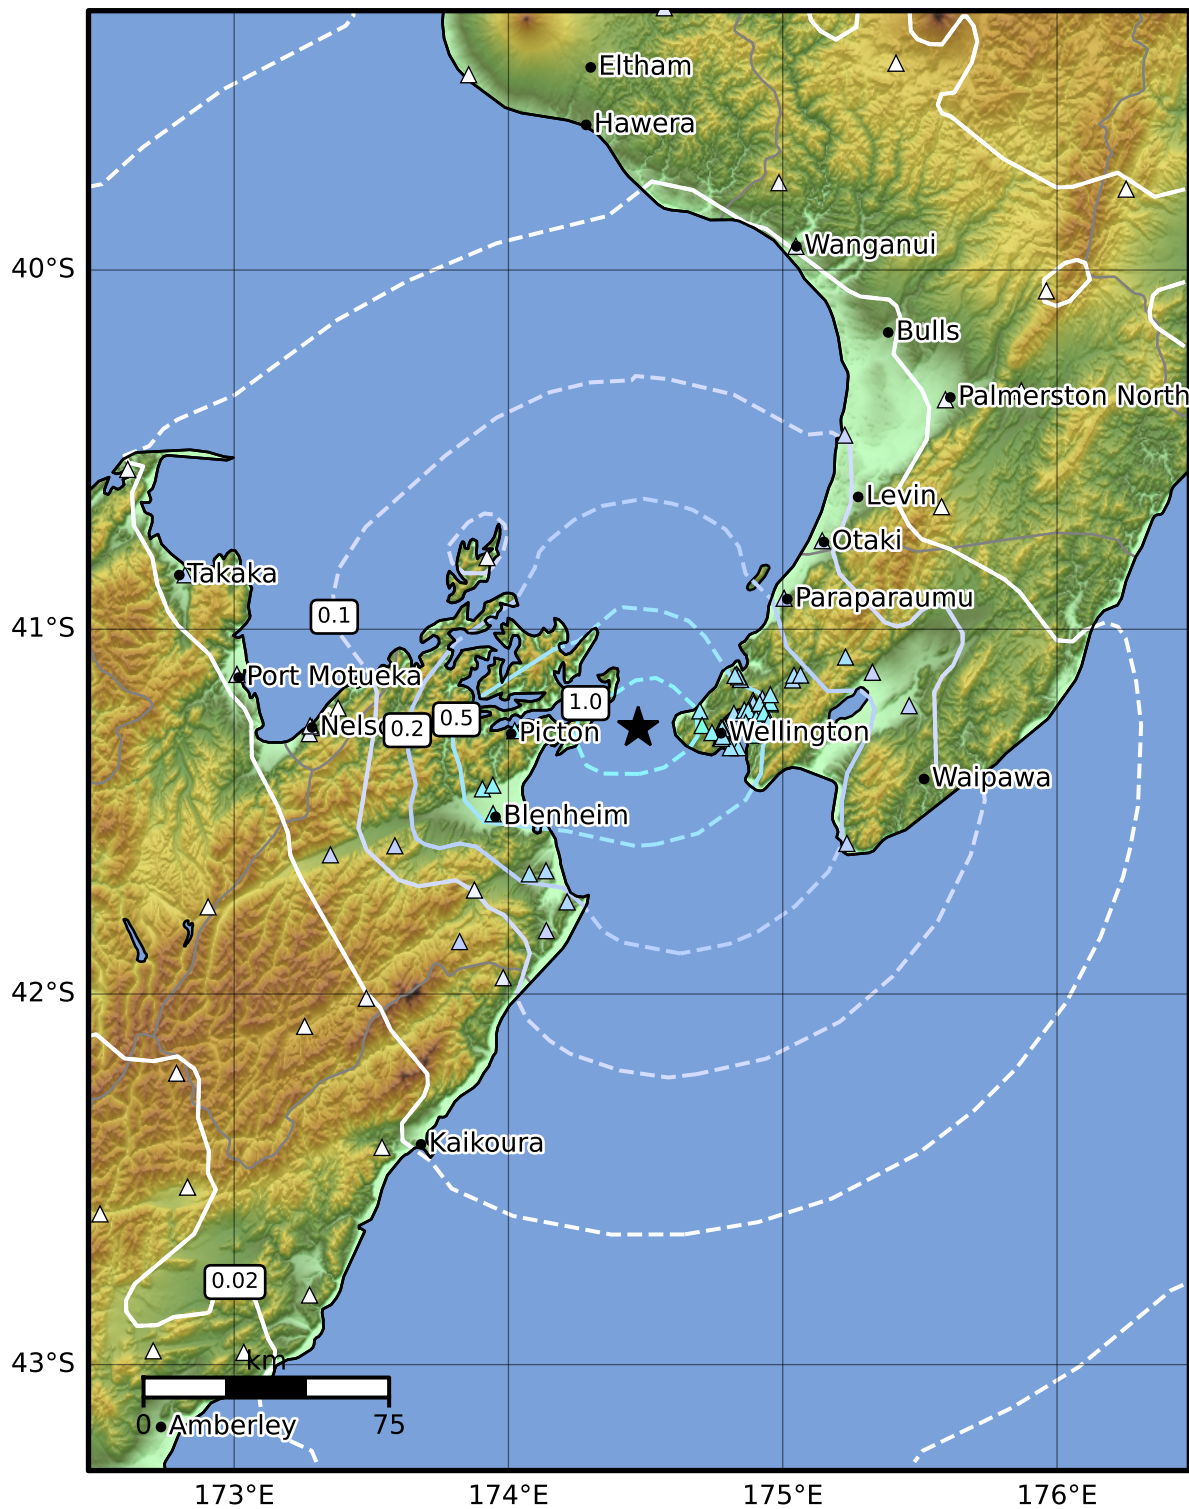 Eltham
Hawera
Wanganui
40°S
Bulls
Palmerston North
Levin
Otaki
Takaka
Paraparaumu
0.1
41°S
Port Motueka
1.0
0.5
Nelso
0.2
Picton
Wellington
Waipawa
Blenheim
42°S
Kaikoura
0.02
km
43°S
0
75
Amberley
173°E
174°E
175°E
176°E